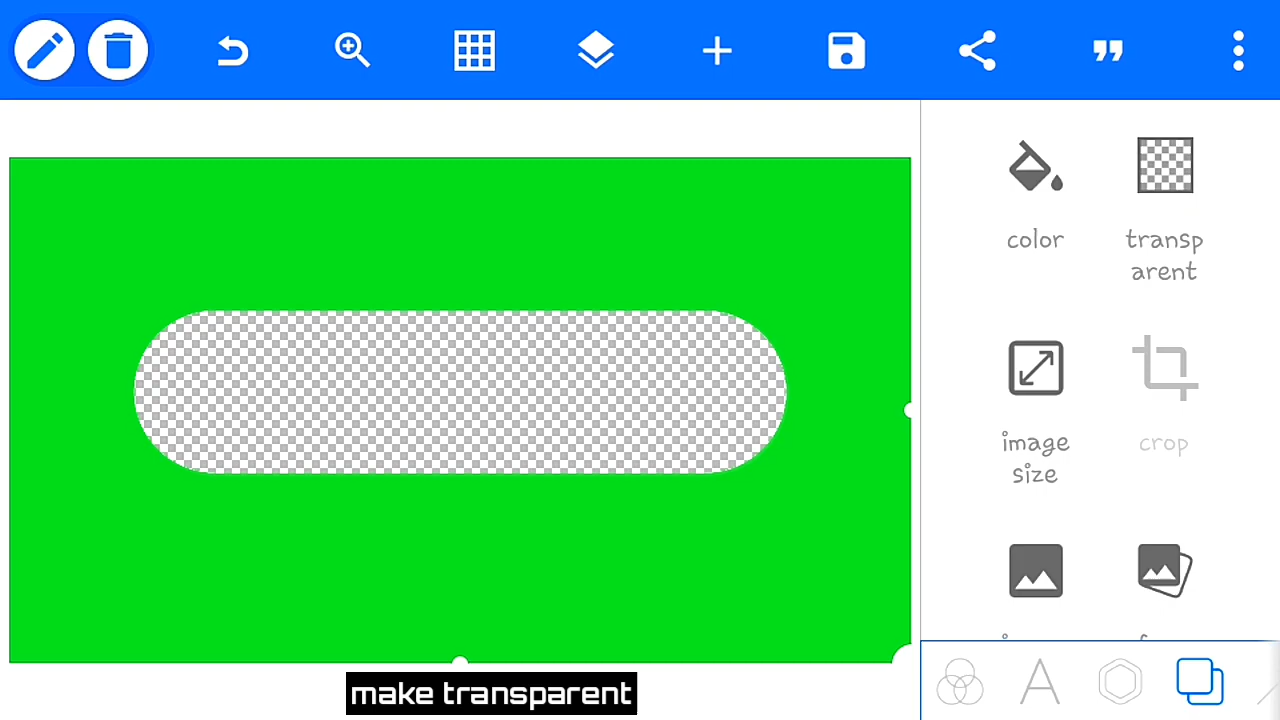 color
transp
arent
image
size
crop
make transparent